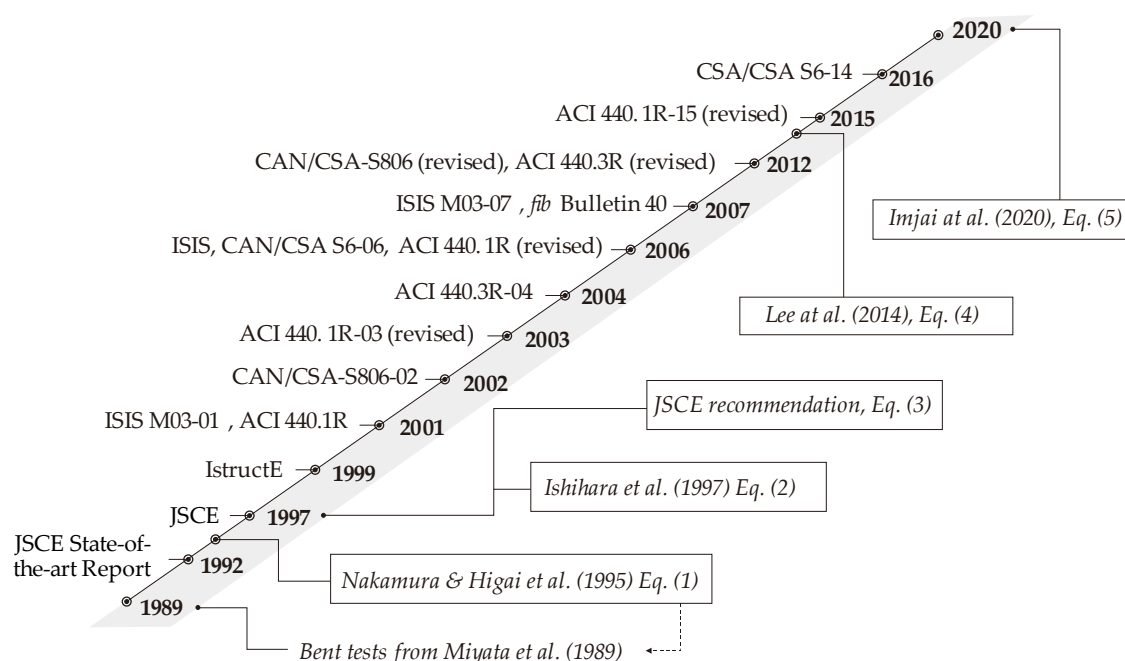 2020
CSA/CSA S6-14
2016
ACI 440. 1R-15 (revised)
2015
CAN/CSA-S806 (revised), ACI 440.3R (revised)
2012
ISIS M03-07 , fib Bulletin 40
2007
Imjai at al. (2020), Eq. (5)
ISIS, CAN/CSA S6-06, ACI 440. 1R (revised)
2006
ACI 440.3R-04
2004
Lee at al. (2014), Eq. (4)
ACI 440. 1R-03 (revised)
2003
CAN/CSA-S806-02
2002
JSCE recommendation, Eq. (3)
ISIS M03-01 , ACI 440.1R
2001
IstructE
1999
Ishihara et al. (1997) Eq. (2)
JSCE
1997
JSCE State-of-
the-art Report
1992
Nakamura & Higai et al. (1995) Eq. (1)
1989
Bent tests from Miyata et al. (1989)